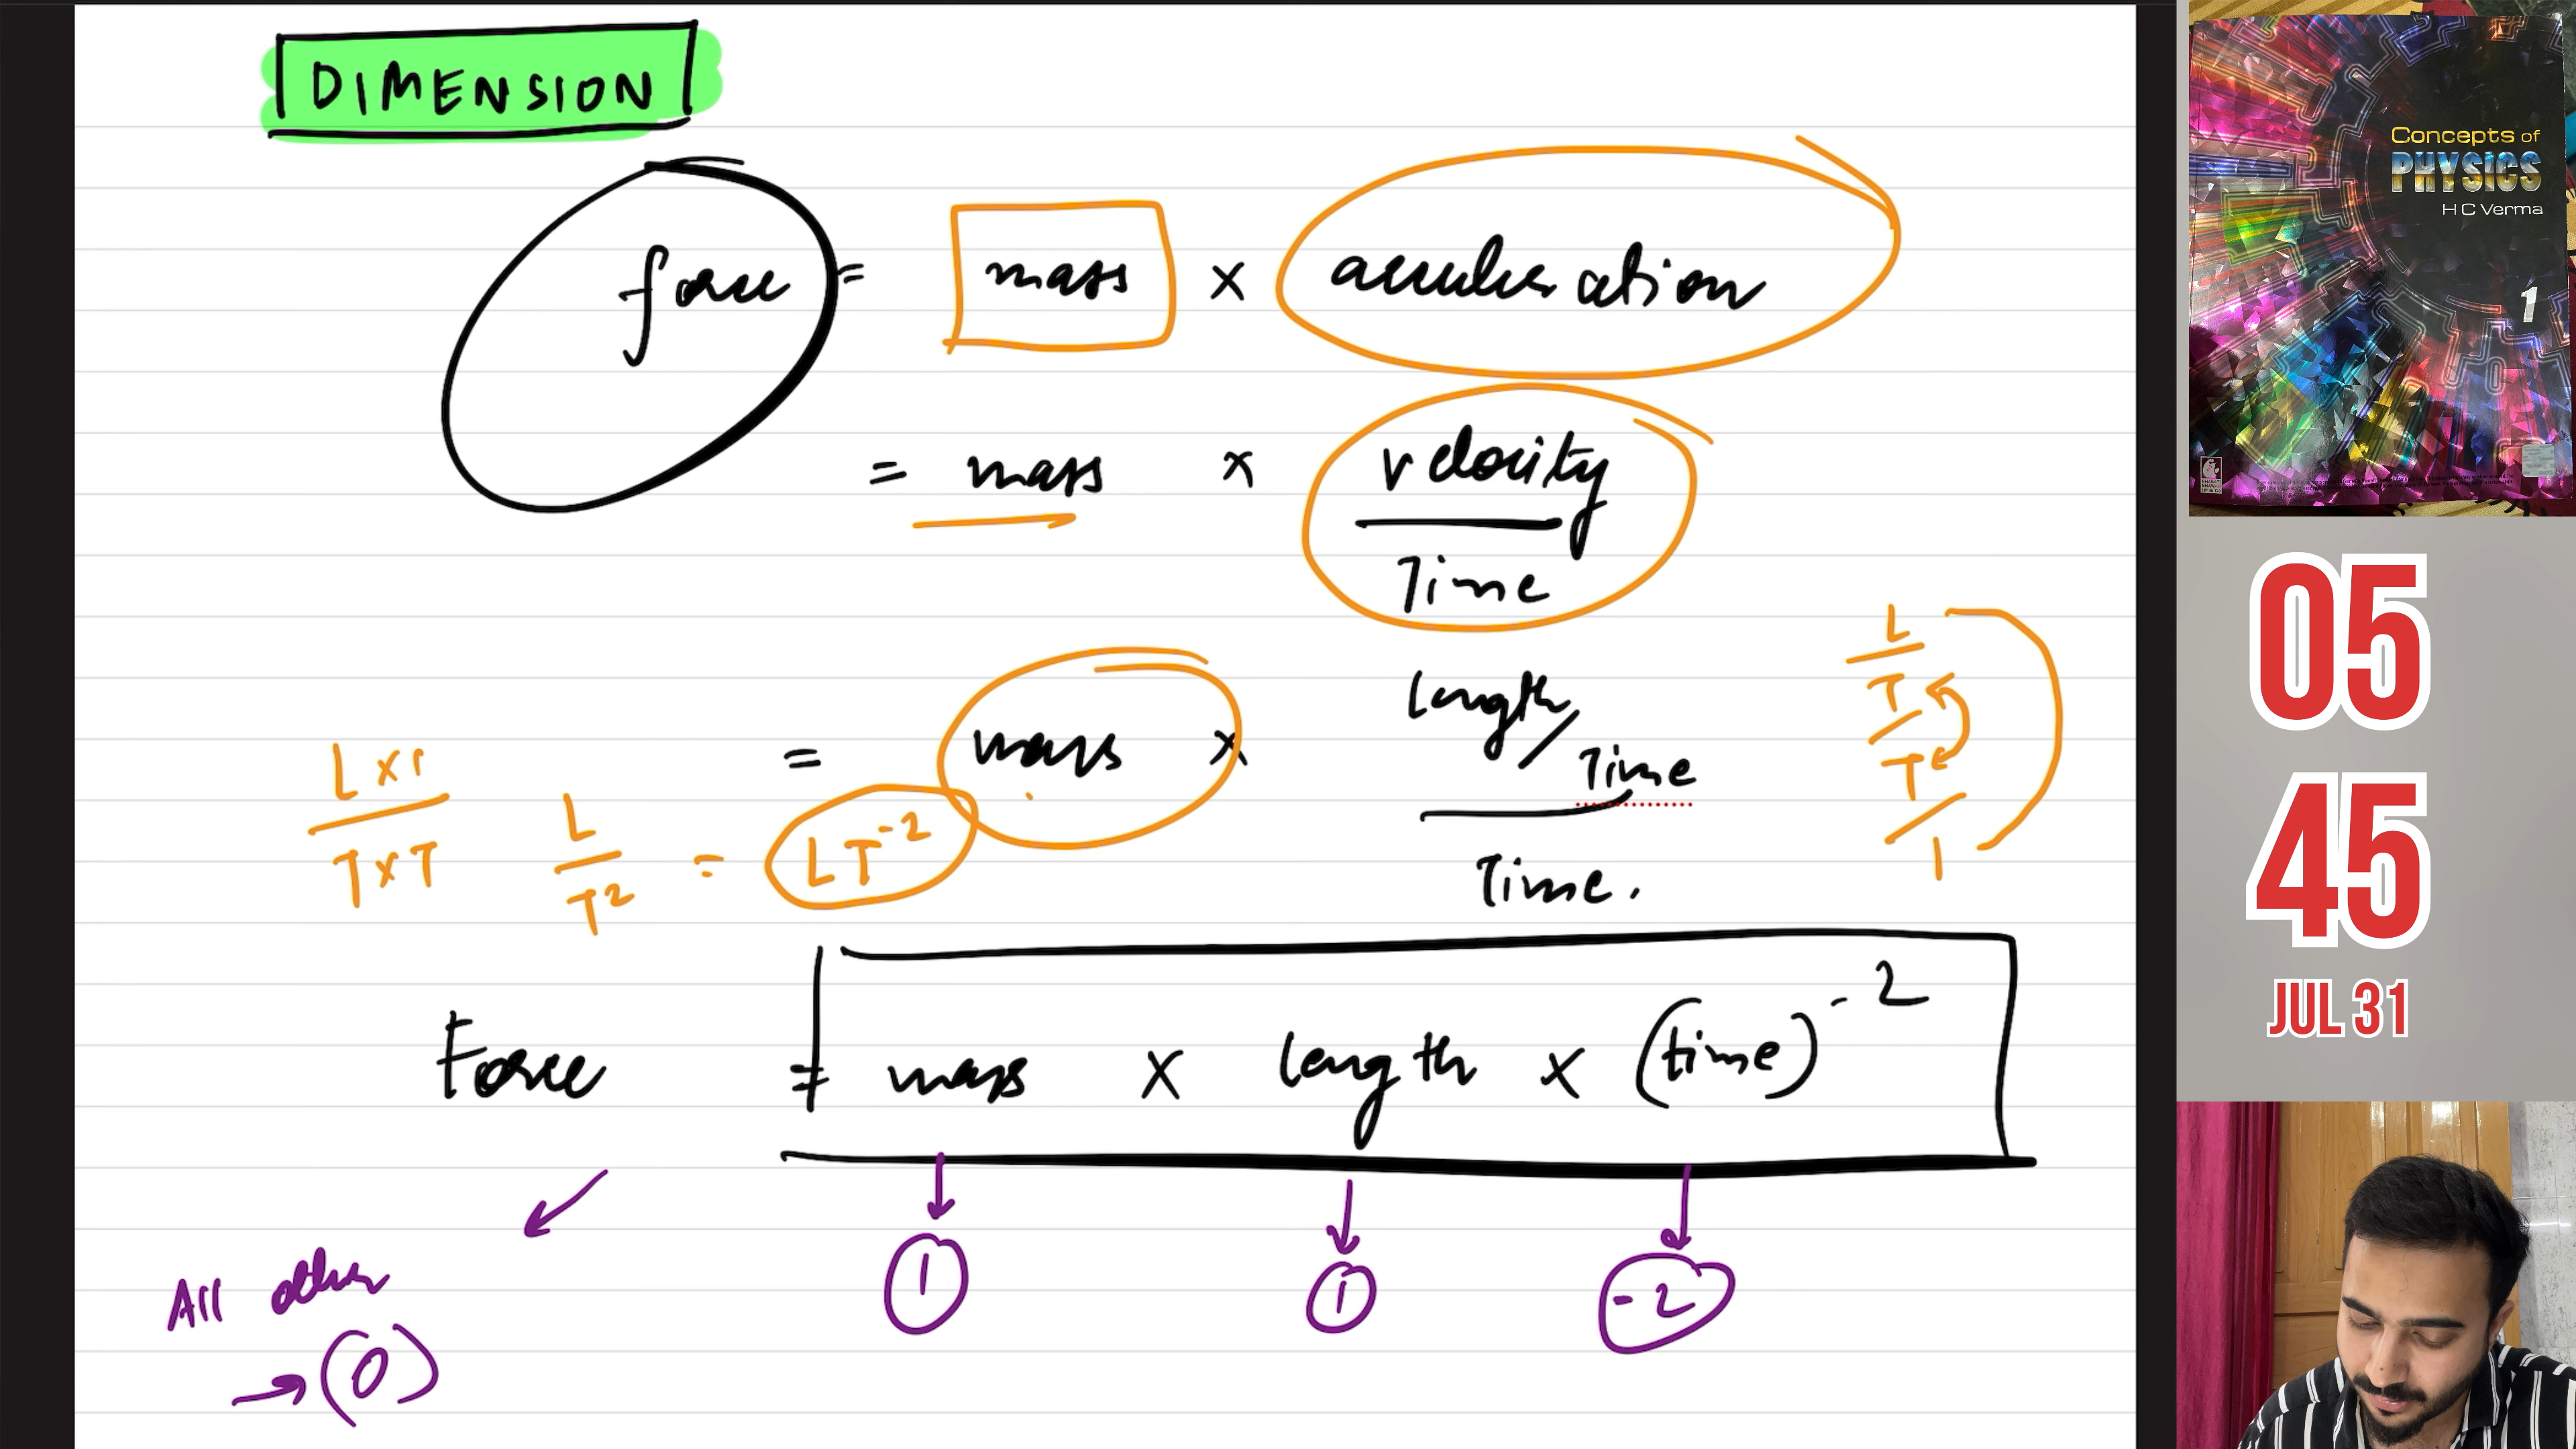 DIMENSION
force = mass x acceleration
= mass x velocity
Time
= mass x length/Time
Time.
L
T
T
1
L x 1
T x T
L
T² = LT⁻²
Force = mass x length x (time)⁻²
1 1 -2
All other
→ (0)
Concepts of
PHYSICS
H C Verma
1
05
45
JUL 31